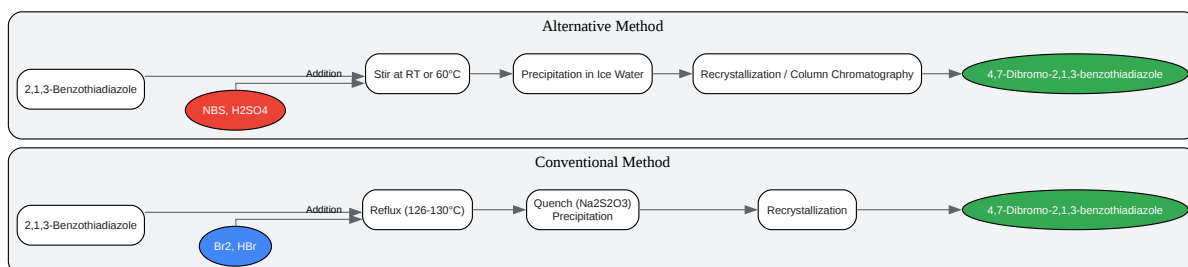 Alternative Method
2,1,3-Benzothiadiazole
NBS, H2SO4
Addition
Stir at RT or 60°C
Precipitation in Ice Water
Recrystallization / Column Chromatography
4,7-Dibromo-2,1,3-benzothiadiazole
Conventional Method
2,1,3-Benzothiadiazole
Br2, HBr
Addition
Reflux (126-130°C)
Quench (Na2S2O3)
Precipitation
Recrystallization
4,7-Dibromo-2,1,3-benzothiadiazole